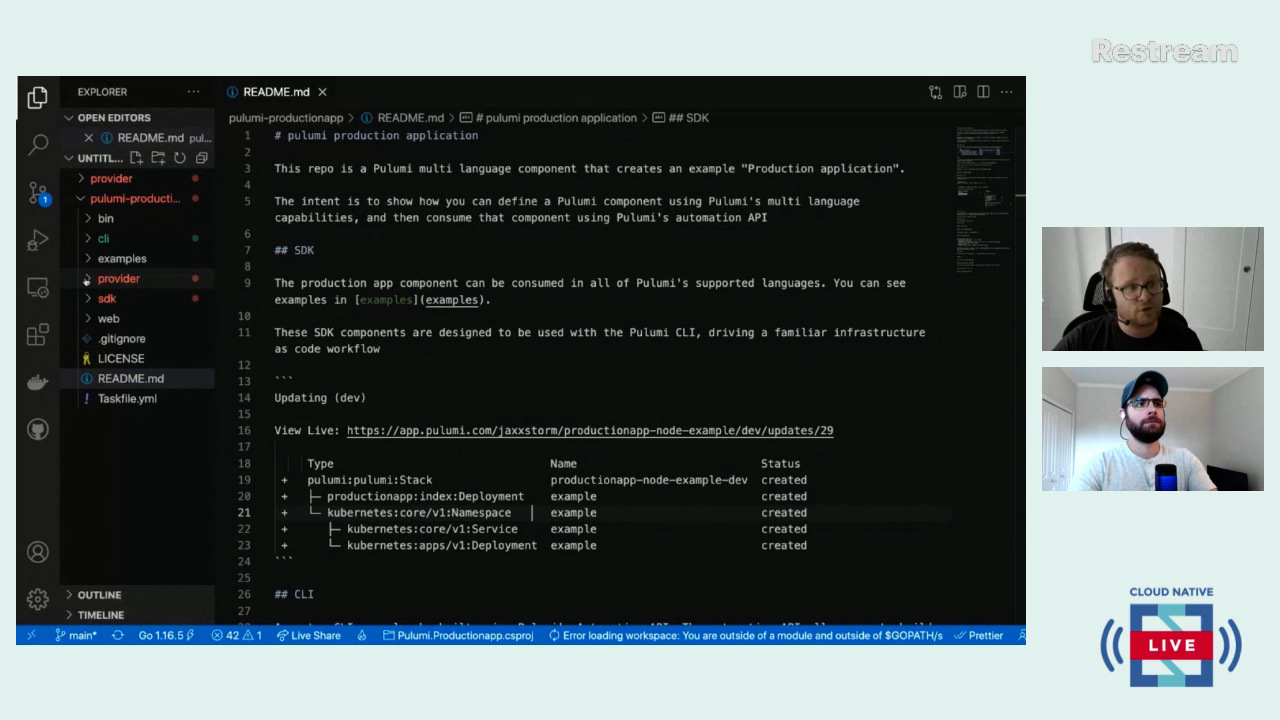 Restream
EXPLORER
OPEN EDITORS
README.md pul...
UNTITL...
provider
pulumi-producti...
bin
cli
examples
provider
sdk
web
.gitignore
LICENSE
README.md
Taskfile.yml
OUTLINE
TIMELINE
README.md
pulumi-productionapp > README.md > # pulumi production application > ## SDK
1 # pulumi production application
2
3 repo is a Pulumi multi language component that creates an example "Production application".
4
5 intent is to show how you can define a Pulumi component using Pulumi's multi language
capabilities, and then consume that component using Pulumi's automation API
6
7 ## SDK
8
9 The production app component can be consumed in all of Pulumi's supported languages. You can see
examples in [examples](examples).
10
11 These SDK components are designed to be used with the Pulumi CLI, driving a familiar infrastructure
as code workflow
12
13 ```
14 Updating (dev)
15
16 View Live: https://app.pulumi.com/jaxxstorm/productionapp-node-example/dev/updates/29
17
18 Type Name Status
19 + pulumi:pulumi:Stack productionapp-node-example-dev created
20 + ├─ productionapp:index:Deployment example created
21 + └─ kubernetes:core/v1:Namespace example created
22 + ├─ kubernetes:core/v1:Service example created
23 + └─ kubernetes:apps/v1:Deployment example created
24 ```
25
26 ## CLI
27
1
main* Go 1.16.5 42 1 Live Share Pulumi.Productionapp.csproj Error loading workspace: You are outside of a module and outside of $GOPATH/s Prettier
CLOUD NATIVE
LIVE